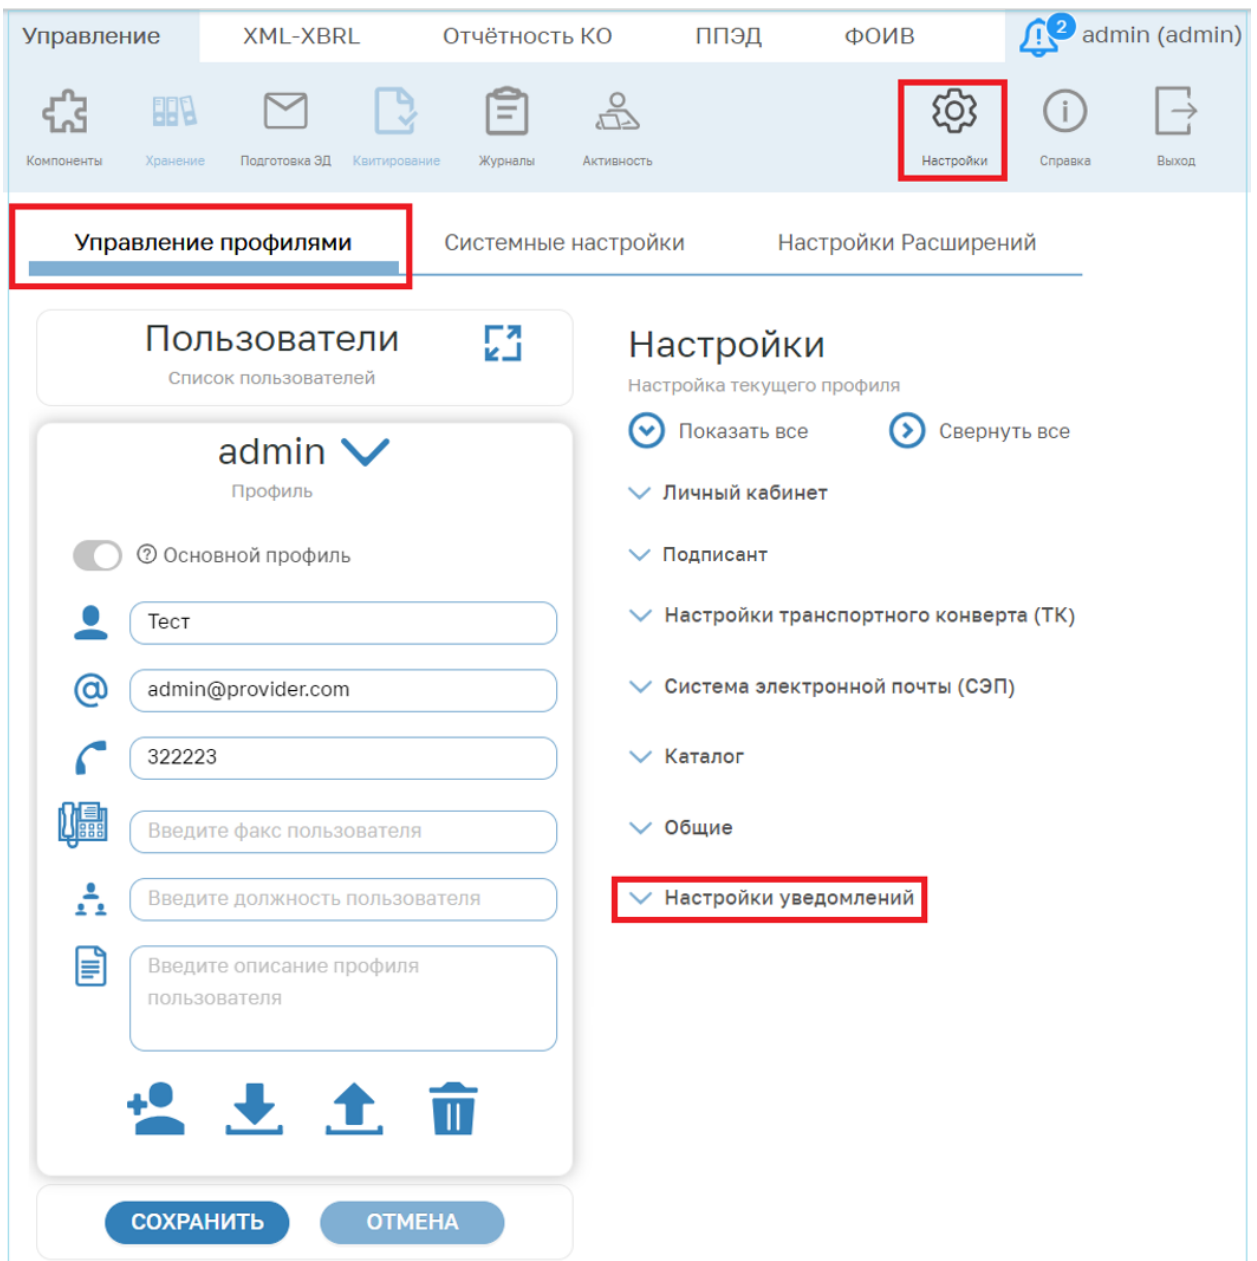 Управление XML-XBRL Отчётность КО ППЭД ФОИВ 2 admin (admin)
Компоненты Хранение Подготовка ЭД Квитирование Журналы Активность Настройки Справка Выход
Управление профилями Системные настройки Настройки Расширений
Пользователи
Список пользователей
admin
Профиль
Основной профиль
Тест
admin@provider.com
322223
Введите факс пользователя
Введите должность пользователя
Введите описание профиля
пользователя
СОХРАНИТЬ ОТМЕНА
Настройки
Настройка текущего профиля
Показать все Свернуть все
Личный кабинет
Подписант
Настройки транспортного конверта (ТК)
Система электронной почты (СЭП)
Каталог
Общие
Настройки уведомлений